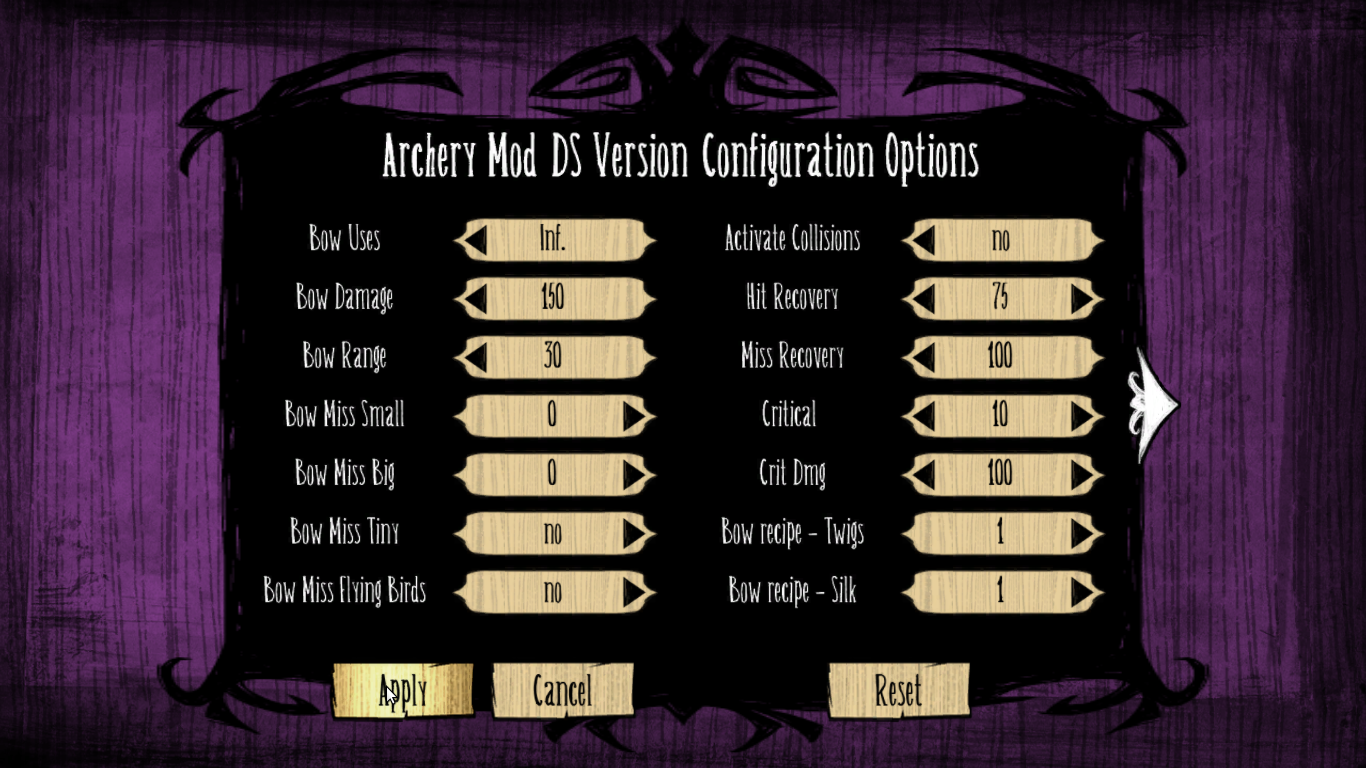 Archery Mod DS Version Configuration Options
Bow Uses Inf.
Bow Damage 150
Bow Range 30
Bow Miss Small 0
Bow Miss Big 0
Bow Miss Tiny no
Bow Miss Flying Birds no
Activate Collisions no
Hit Recovery 75
Miss Recovery 100
Critical 10
Crit Dmg 100
Bow recipe - Twigs 1
Bow recipe - Silk 1
Apply Cancel Reset